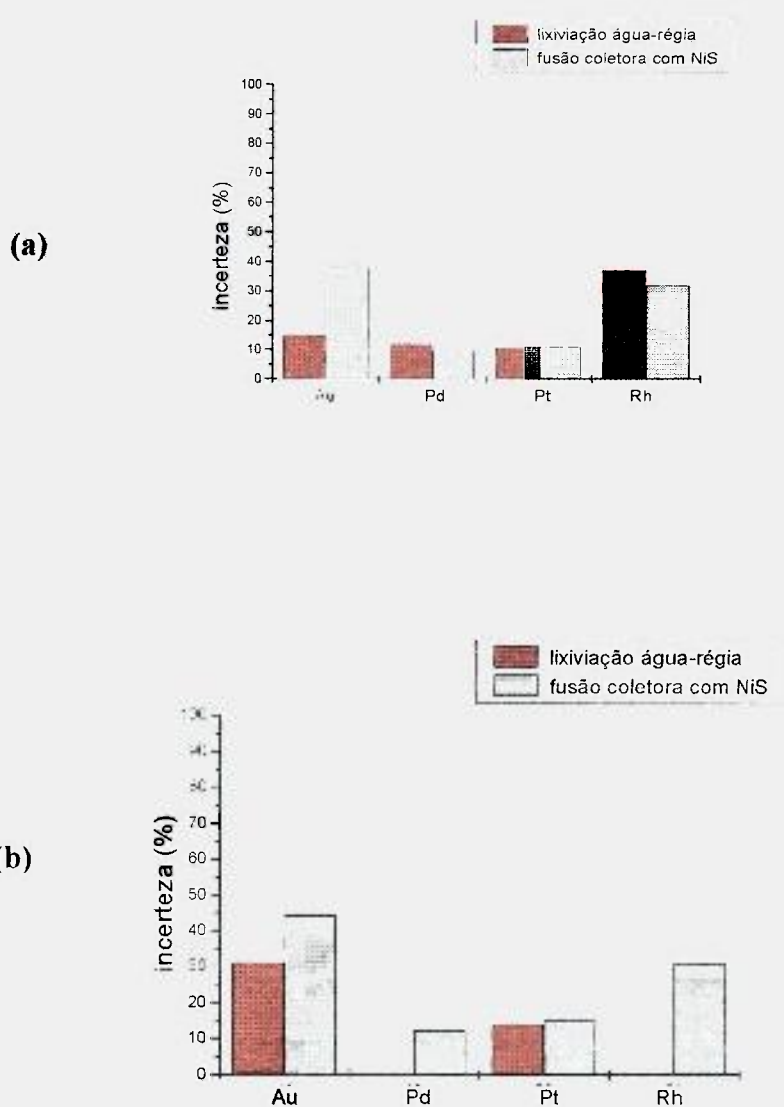 lixiviação água-régia
fusão coletora com NiS
100
90
80
70
60
50
40
30
20
10
0
incerteza (%)
(a)
Au
Pd
Pt
Rh
lixiviação água-régia
fusão coletora com NiS
70
60
50
40
20
10
0
incerteza (%)
(b)
Au
Pd
Pt
Rh